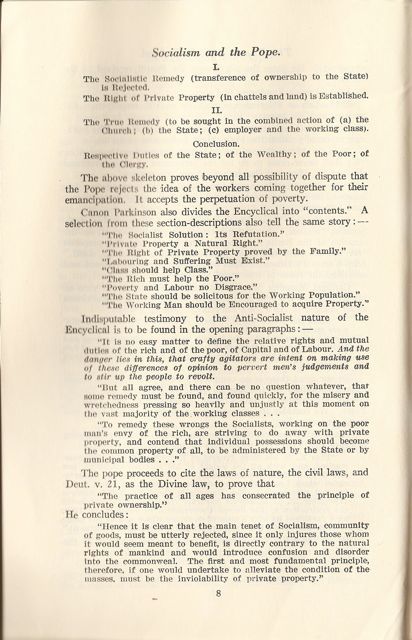 Socialism and the Pope.
I.
The Socialistic Remedy (transference of ownership to the State)
is Rejected.
The Right of Private Property (in chattels and land) is Established.
II.
The True Remedy (to be sought in the combined action of (a) the
Church; (b) the State; (c) employer and the working class).
Conclusion.
Respective Duties of the State; of the Wealthy; of the Poor; of
the Clergy.
The above skeleton proves beyond all possibility of dispute that
the Pope rejects the idea of the workers coming together for their
emancipation. It accepts the perpetuation of poverty.
Canon Parkinson also divides the Encyclical into "contents." A
selection from these section-descriptions also tell the same story:—
"The Socialist Solution: Its Refutation."
"Private Property a Natural Right."
"The Right of Private Property proved by the Family."
"Labouring and Suffering Must Exist."
"Class should help Class."
"The Rich must help the Poor."
"Poverty and Labour no Disgrace."
"The State should be solicitous for the Working Population."
"The Working Man should be Encouraged to acquire Property."
Indisputable testimony to the Anti-Socialist nature of the
Encyclical is to be found in the opening paragraphs:—
"It is no easy matter to define the relative rights and mutual
duties of the rich and of the poor, of Capital and of Labour. And the
danger lies in this, that crafty agitators are intent on making use
of these differences of opinion to pervert men's judgements and
to stir up the people to revolt.
"But all agree, and there can be no question whatever, that
some remedy must be found, and found quickly, for the misery and
wretchedness pressing so heavily and unjustly at this moment on
the vast majority of the working classes . . .
"To remedy these wrongs the Socialists, working on the poor
man's envy of the rich, are striving to do away with private
property, and contend that individual possessions should become
the common property of all, to be administered by the State or by
municipal bodies . . ."
The pope proceeds to cite the laws of nature, the civil laws, and
Deut. v. 21, as the Divine law, to prove that
"The practice of all ages has consecrated the principle of
private ownership."
He concludes:
"Hence it is clear that the main tenet of Socialism, community
of goods, must be utterly rejected, since it only injures those whom
it would seem meant to benefit, is directly contrary to the natural
rights of mankind and would introduce confusion and disorder
into the commonweal. The first and most fundamental principle,
therefore, if one would undertake to alleviate the condition of the
masses, must be the inviolability of private property."
8